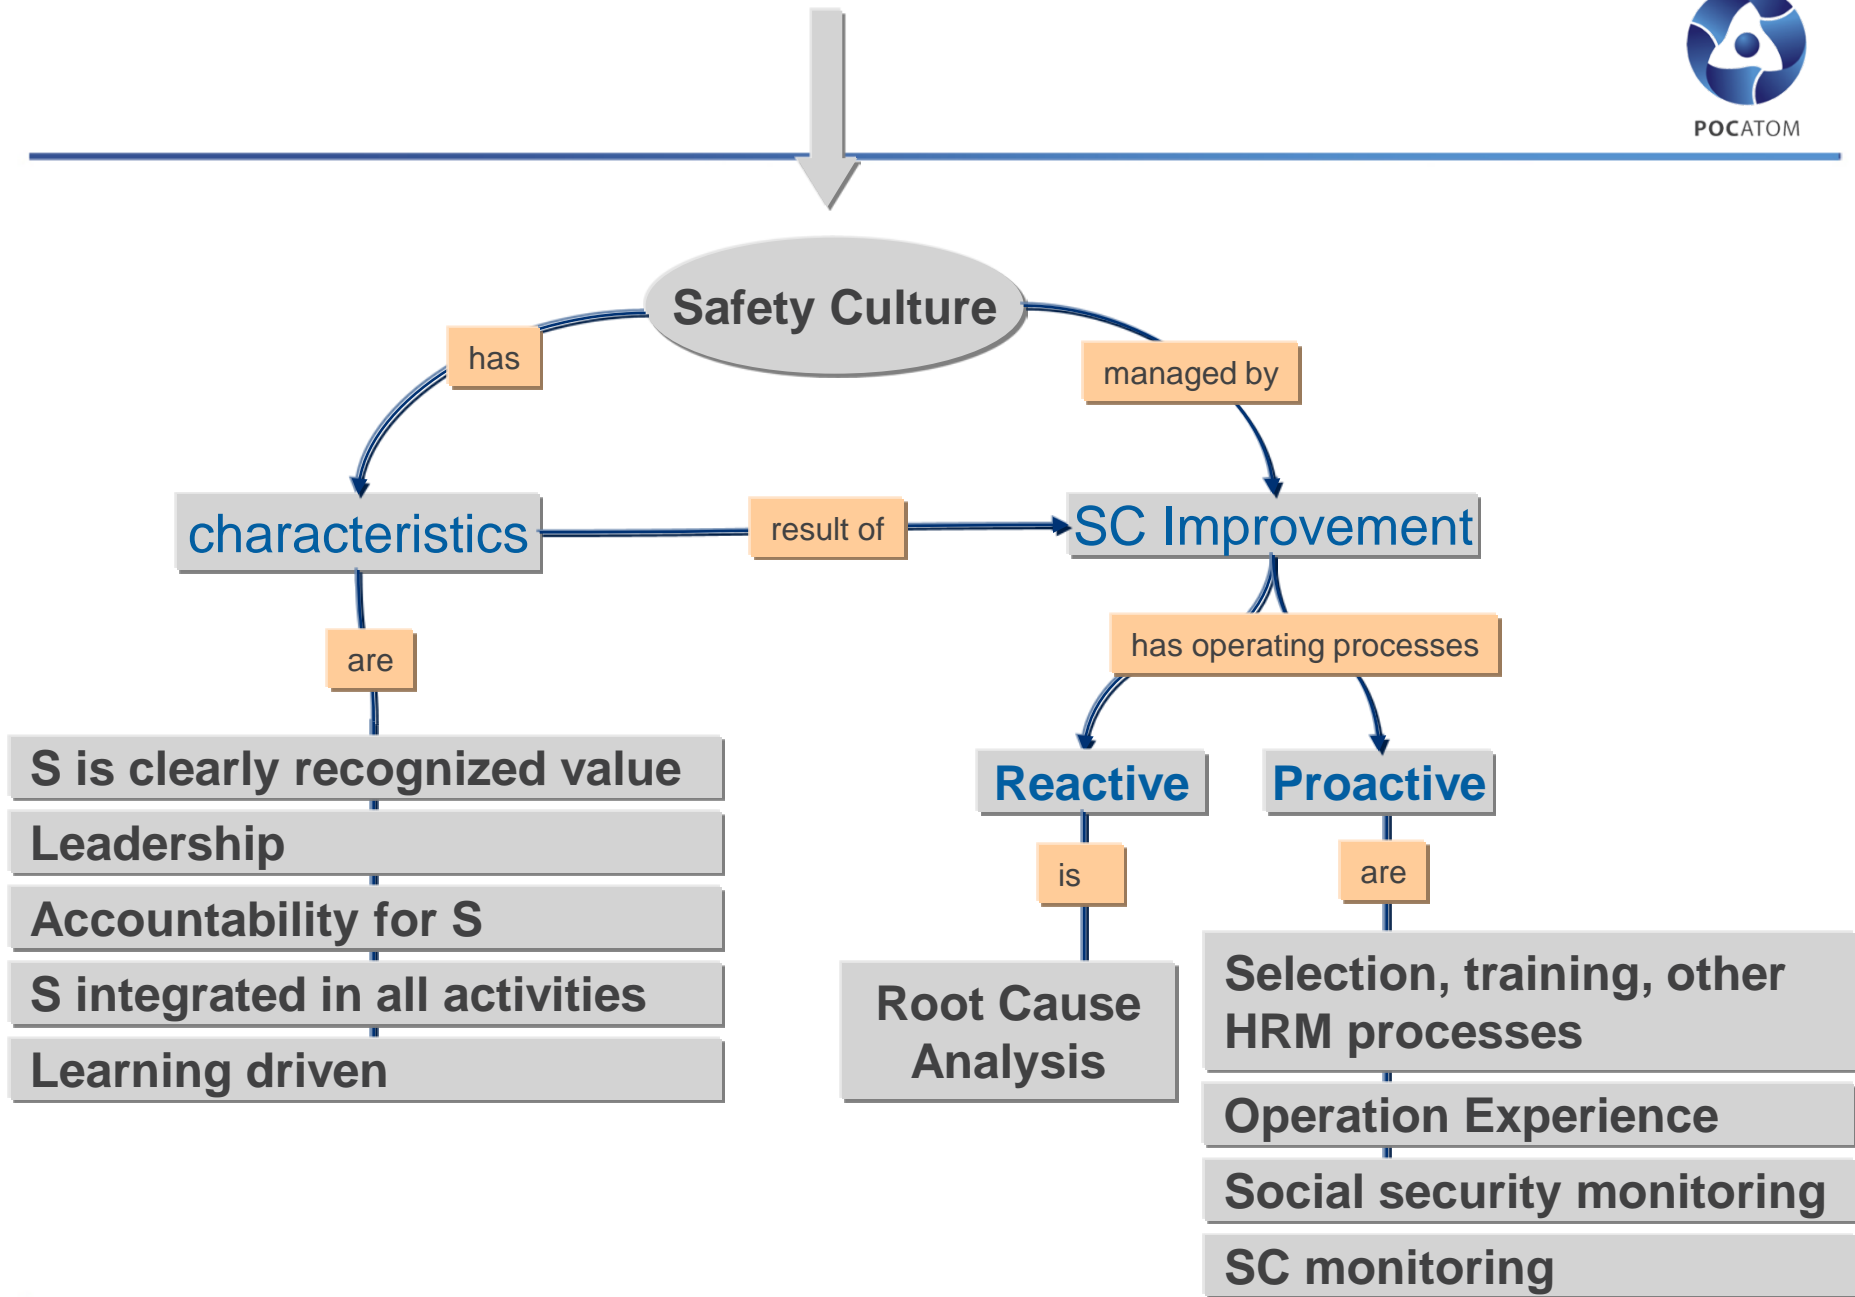 РОСАТОМ
Safety Culture
has
managed by
characteristics
result of
SC Improvement
has operating processes
are
S is clearly recognized value
Leadership
Accountability for S
S integrated in all activities
Learning driven
Reactive
Proactive
is
are
Root Cause
Analysis
Selection, training, other
HRM processes
Operation Experience
Social security monitoring
SC monitoring